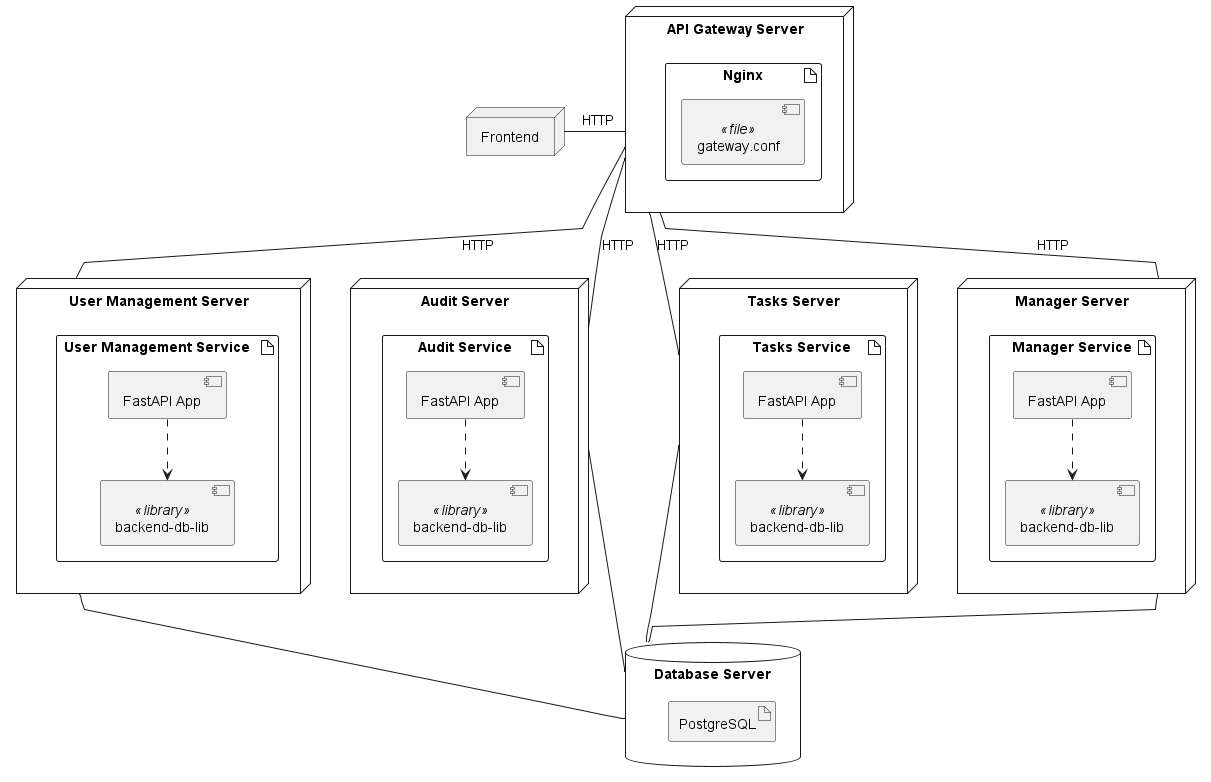 API Gateway Server
Nginx
«file»
gateway.conf
Frontend
HTTP
HTTP
HTTP
HTTP
HTTP
User Management Server
User Management Service
FastAPI App
«library»
backend-db-lib
Audit Server
Audit Service
FastAPI App
«library»
backend-db-lib
Tasks Server
Tasks Service
FastAPI App
«library»
backend-db-lib
Manager Server
Manager Service
FastAPI App
«library»
backend-db-lib
Database Server
PostgreSQL